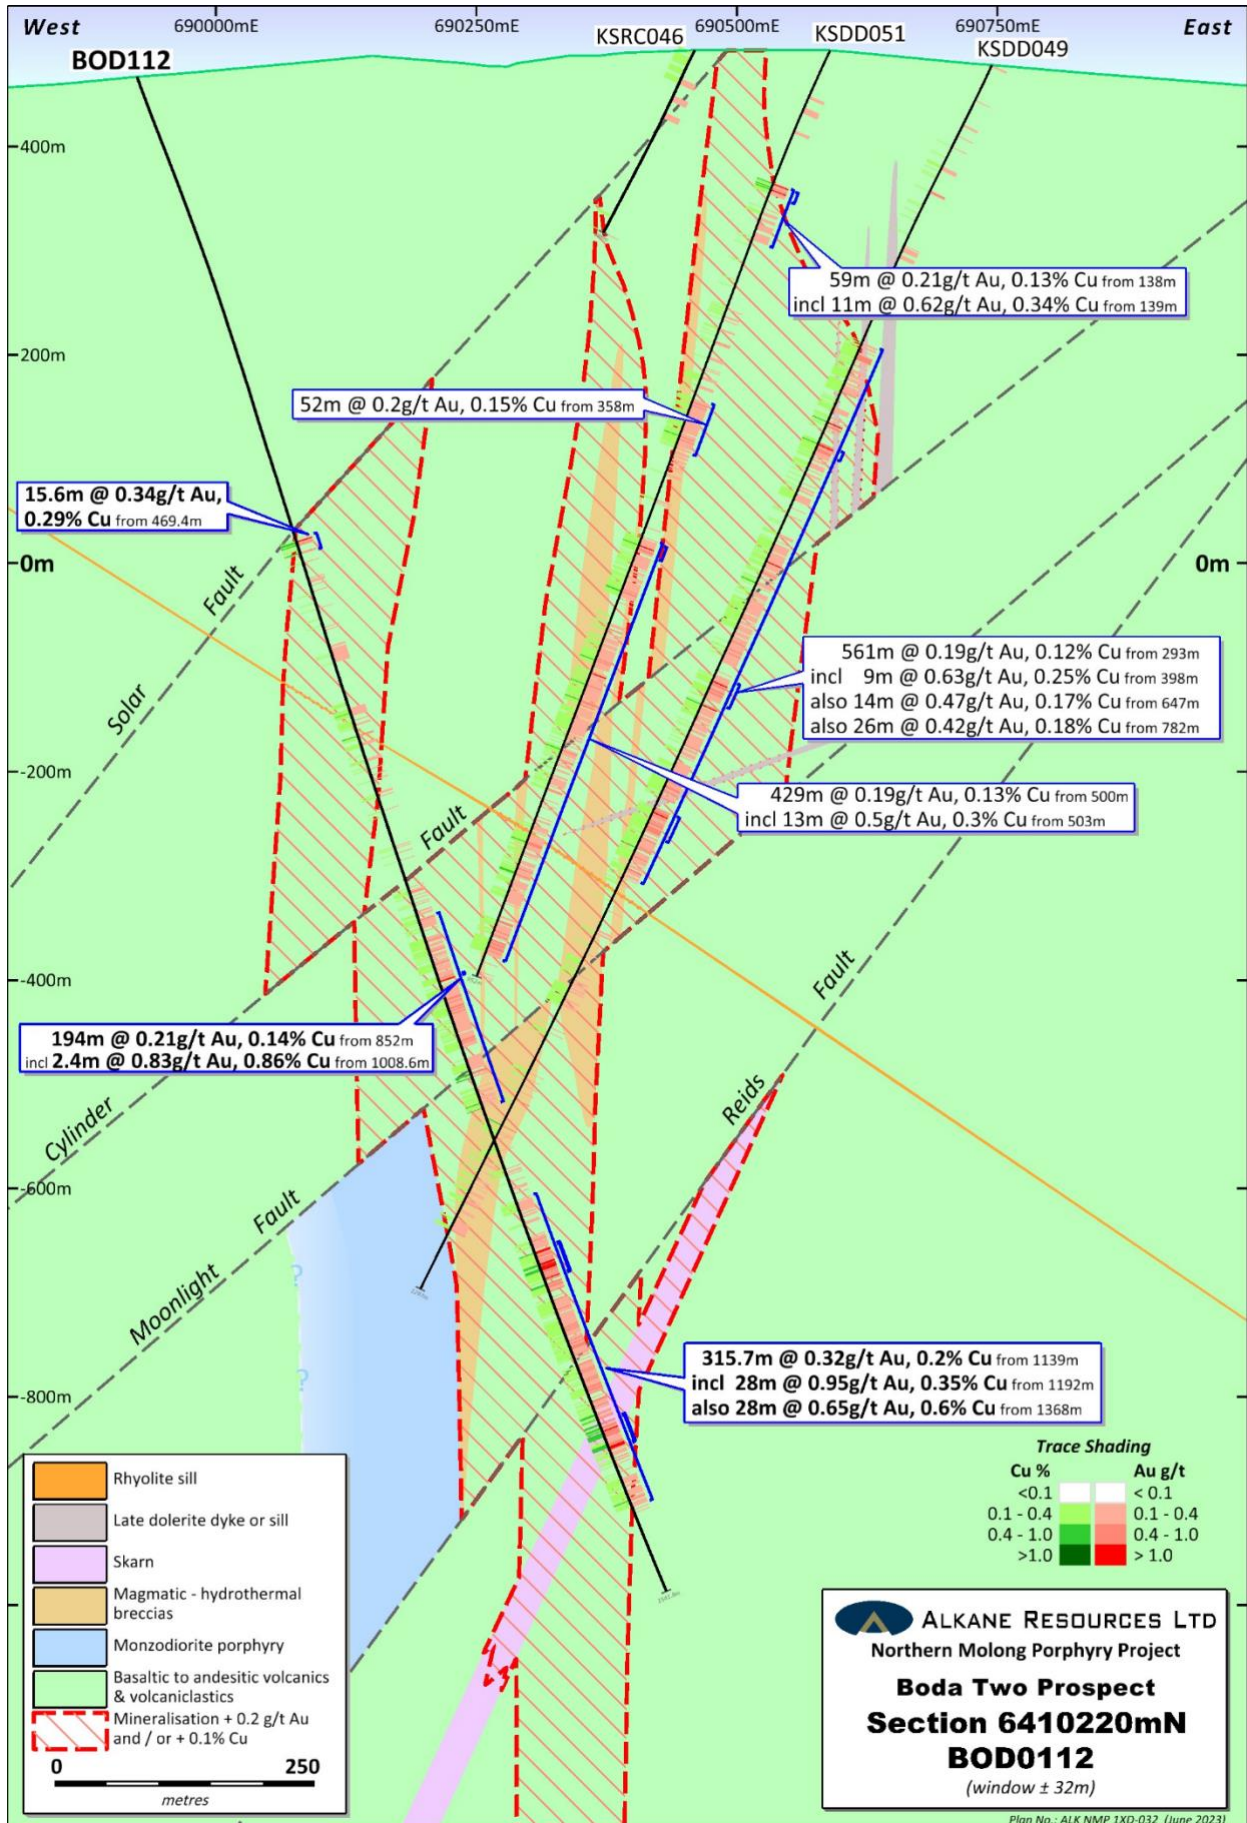 West
690000mE
690250mE
690500mE
690750mE
East
BOD112
KSRC046
KSDD051
KSDD049
400m
200m
0m
0m
-200m
-400m
-600m
-800m
59m @ 0.21g/t Au, 0.13% Cu from 138m
incl 11m @ 0.62g/t Au, 0.34% Cu from 139m
52m @ 0.2g/t Au, 0.15% Cu from 358m
15.6m @ 0.34g/t Au,
0.29% Cu from 469.4m
561m @ 0.19g/t Au, 0.12% Cu from 293m
incl 9m @ 0.63g/t Au, 0.25% Cu from 398m
also 14m @ 0.47g/t Au, 0.17% Cu from 647m
also 26m @ 0.42g/t Au, 0.18% Cu from 782m
429m @ 0.19g/t Au, 0.13% Cu from 500m
incl 13m @ 0.5g/t Au, 0.3% Cu from 503m
194m @ 0.21g/t Au, 0.14% Cu from 852m
incl 2.4m @ 0.83g/t Au, 0.86% Cu from 1008.6m
315.7m @ 0.32g/t Au, 0.2% Cu from 1139m
incl 28m @ 0.95g/t Au, 0.35% Cu from 1192m
also 28m @ 0.65g/t Au, 0.6% Cu from 1368m
Solar Fault
Cylinder Fault
Moonlight Fault
Reids Fault
?
?
Rhyolite sill
Late dolerite dyke or sill
Skarn
Magmatic - hydrothermal
breccias
Monzodiorite porphyry
Basaltic to andesitic volcanics
& volcaniclastics
Mineralisation + 0.2 g/t Au
and / or + 0.1% Cu
0 250
metres
Trace Shading
Cu % Au g/t
<0.1 < 0.1
0.1 - 0.4 0.1 - 0.4
0.4 - 1.0 0.4 - 1.0
>1.0 > 1.0
ALKANE RESOURCES LTD
Northern Molong Porphyry Project
Boda Two Prospect
Section 6410220mN
BOD0112
(window ± 32m)
Plan No.: ALK NMP 1XD-032 (June 2023)